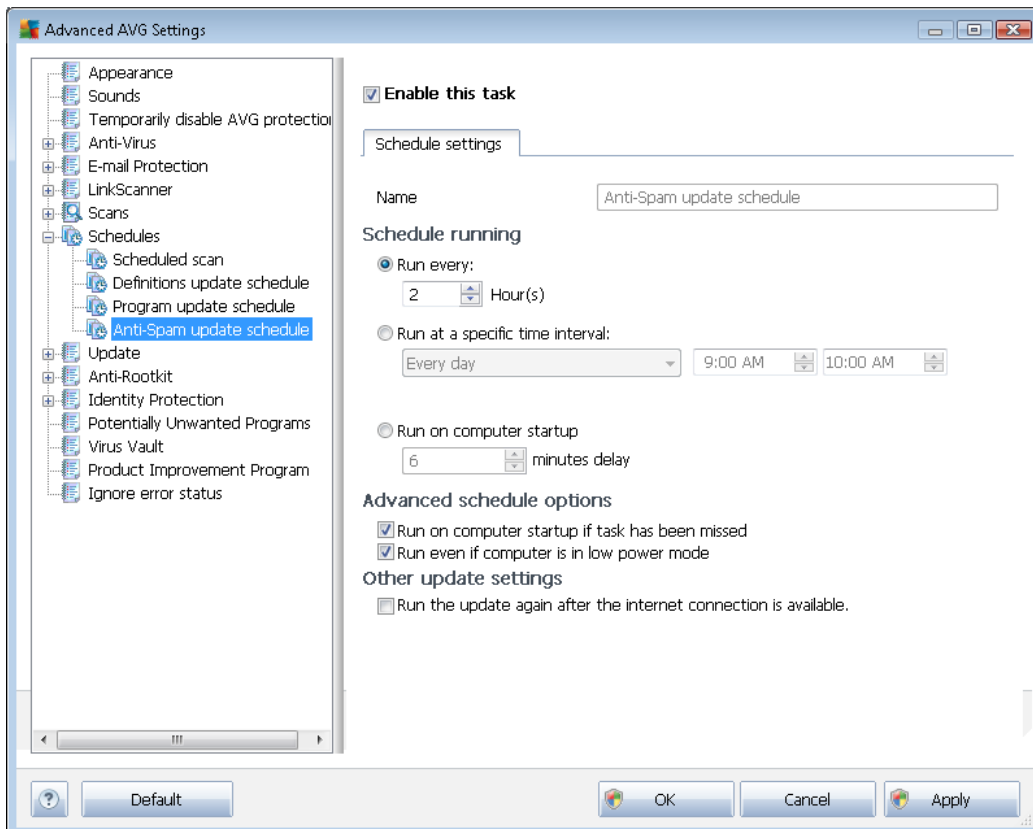 Advanced AVG Settings
Appearance
Sounds
Temporarily disable AVG protection
Anti-Virus
E-mail Protection
LinkScanner
Scans
Schedules
Scheduled scan
Definitions update schedule
Program update schedule
Anti-Spam update schedule
Update
Anti-Rootkit
Identity Protection
Potentially Unwanted Programs
Virus Vault
Product Improvement Program
Ignore error status
Enable this task
Schedule settings
Name Anti-Spam update schedule
Schedule running
Run every:
2 Hour(s)
Run at a specific time interval:
Every day 9:00 AM 10:00 AM
Run on computer startup
6 minutes delay
Advanced schedule options
Run on computer startup if task has been missed
Run even if computer is in low power mode
Other update settings
Run the update again after the internet connection is available.
? Default OK Cancel Apply